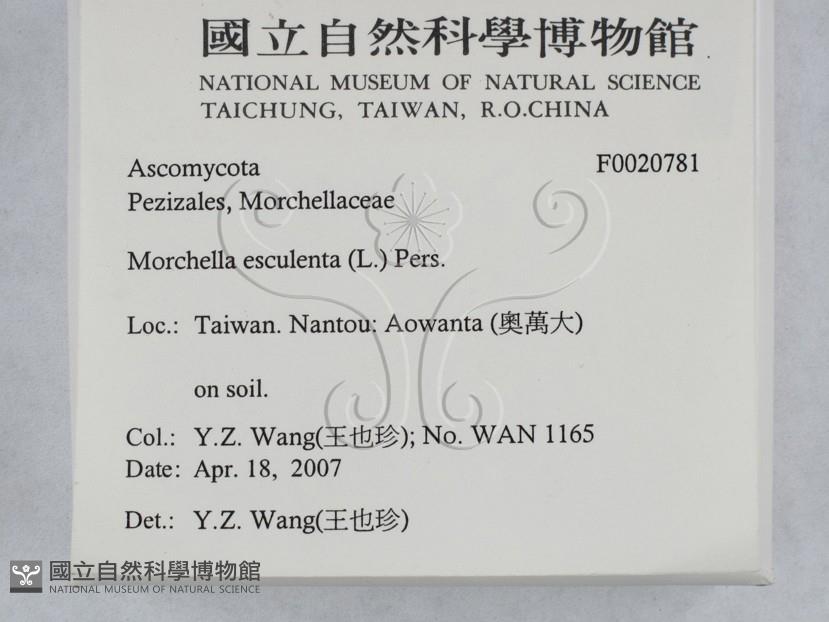 國立自然科學博物館
NATIONAL MUSEUM OF NATURAL SCIENCE
TAICHUNG, TAIWAN, R.O.CHINA
Ascomycota F0020781
Pezizales, Morchellaceae
Morchella esculenta (L.) Pers.
Loc.: Taiwan. Nantou: Aowanta (奧萬大)
on soil.
Col.: Y.Z. Wang(王也珍); No. WAN 1165
Date: Apr. 18, 2007
Det.: Y.Z. Wang(王也珍)
國立自然科學博物館
NATIONAL MUSEUM OF NATURAL SCIENCE